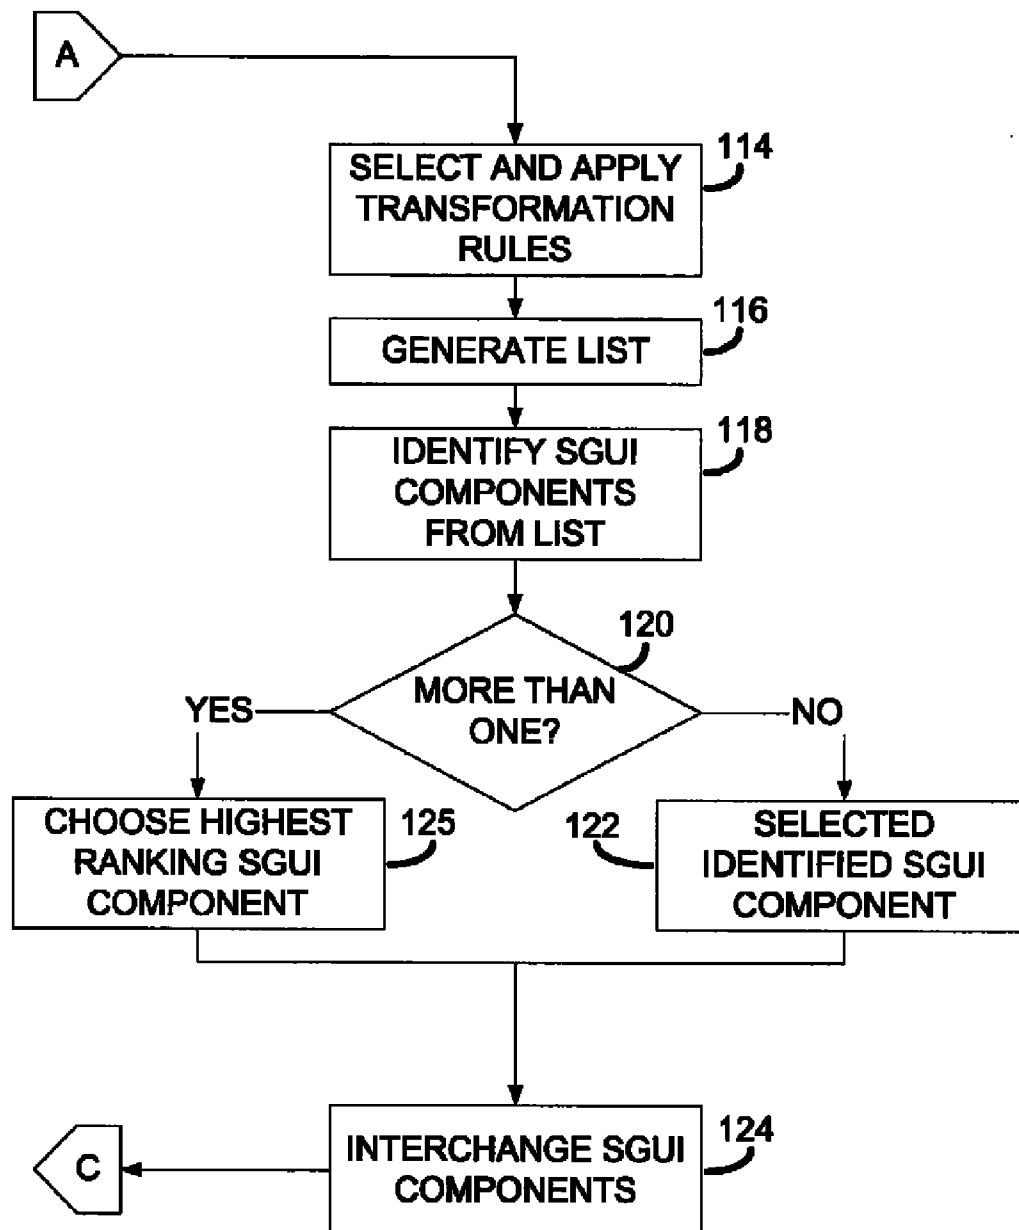 A
114
SELECT AND APPLY
TRANSFORMATION
RULES
116
GENERATE LIST
118
IDENTIFY SGUI
COMPONENTS
FROM LIST
120
MORE THAN
ONE?
YES
NO
CHOOSE HIGHEST
RANKING SGUI
COMPONENT
125
122
SELECTED
IDENTIFIED SGUI
COMPONENT
124
INTERCHANGE SGUI
COMPONENTS
C